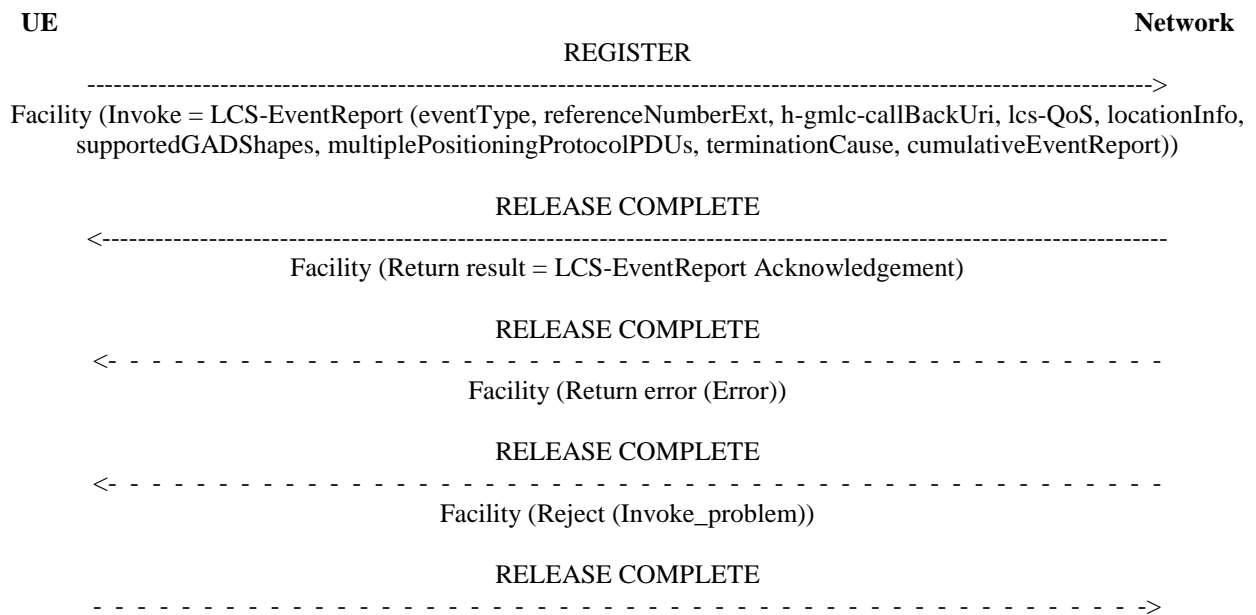 UE Network
REGISTER
------------------------------------------------------------------------------------------------------------------------>
Facility (Invoke = LCS-EventReport (eventType, referenceNumberExt, h-gmlc-callBackUri, lcs-QoS, locationInfo,
supportedGADShapes, multiplePositioningProtocolPDUs, terminationCause, cumulativeEventReport))
RELEASE COMPLETE
<------------------------------------------------------------------------------------------------------------------------
Facility (Return result = LCS-EventReport Acknowledgement)
RELEASE COMPLETE
<- - - - - - - - - - - - - - - - - - - - - - - - - - - - - - - - - - - - - - - - - - - - - - - - - -
Facility (Return error (Error))
RELEASE COMPLETE
<- - - - - - - - - - - - - - - - - - - - - - - - - - - - - - - - - - - - - - - - - - - - - - - - - -
Facility (Reject (Invoke_problem))
RELEASE COMPLETE
- - - - - - - - - - - - - - - - - - - - - - - - - - - - - - - - - - - - - - - - - - - - - - - - - ->